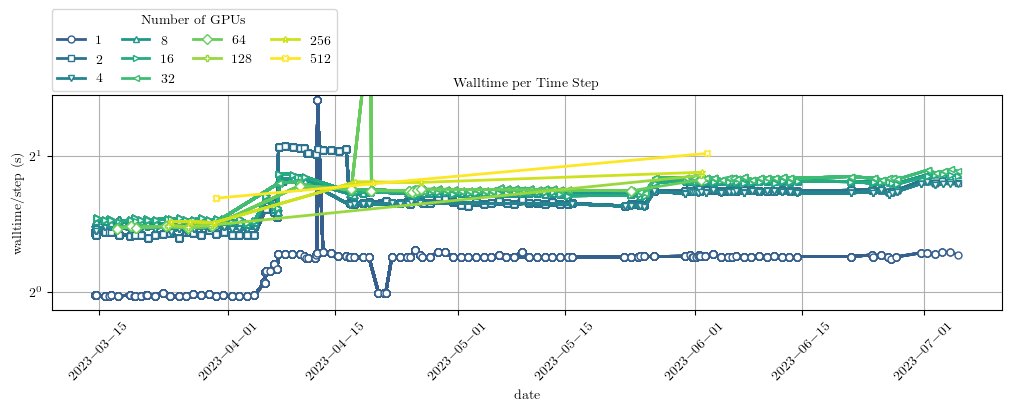 Number of GPUs
1 8 64 256
2 16 128 512
4 32
Walltime per Time Step
walltime/step (s)
2^1
2^0
2023−03−15
2023−04−01
2023−04−15
2023−05−01
2023−05−15
2023−06−01
2023−06−15
2023−07−01
date